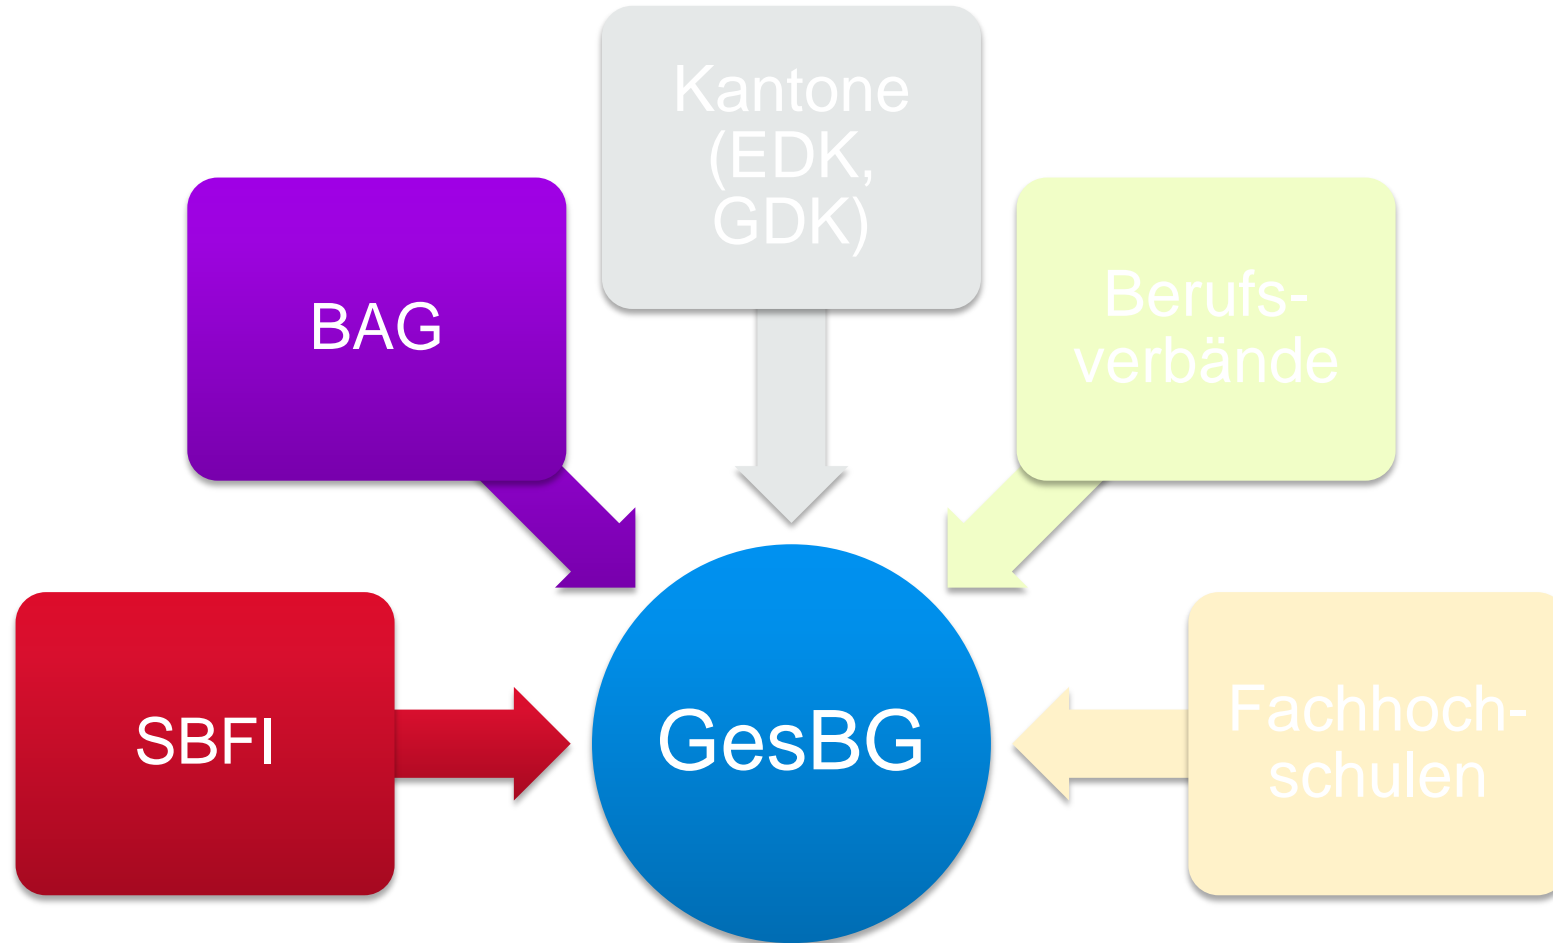 Kantone
(EDK,
GDK)
BAG
Berufs-
verbände
SBFI
GesBG
Fachhoch-
schulen